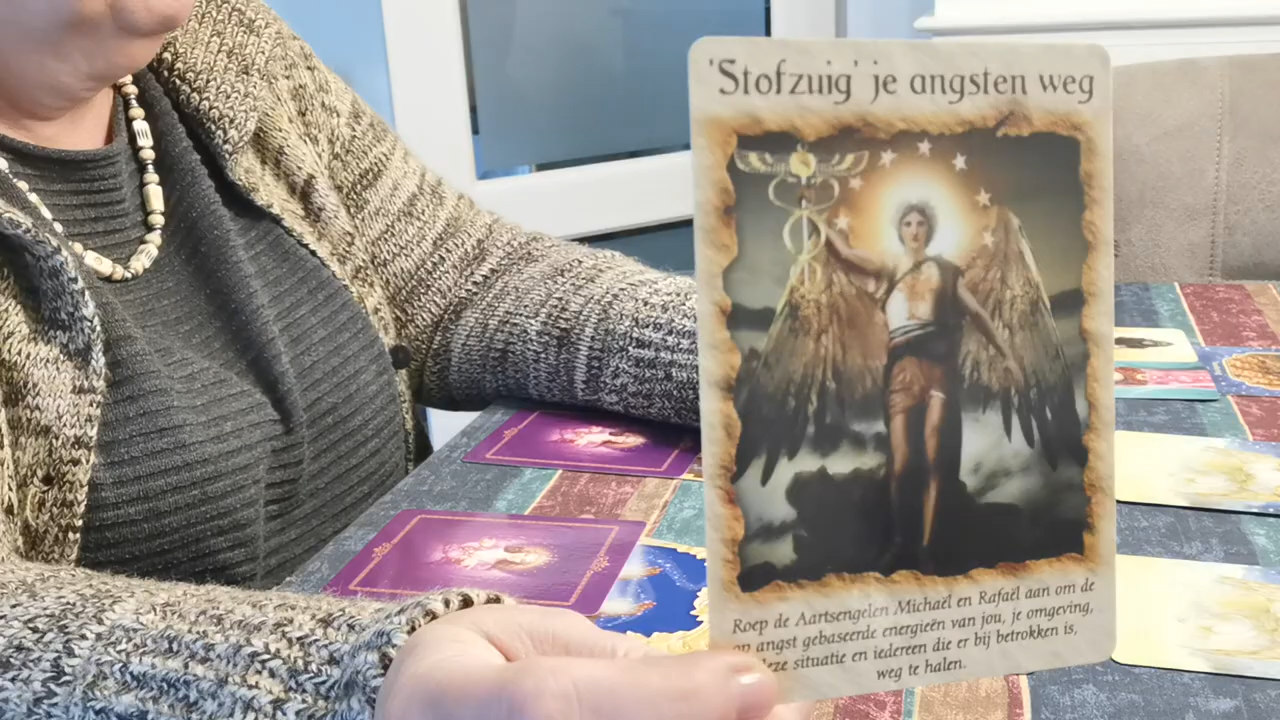 'Stofzuig' je angsten weg
Roep de Aartsengelen Michaël en Rafaël aan om de
op angst gebaseerde energieën van jou, je omgeving,
deze situatie en iedereen die er bij betrokken is,
weg te halen.